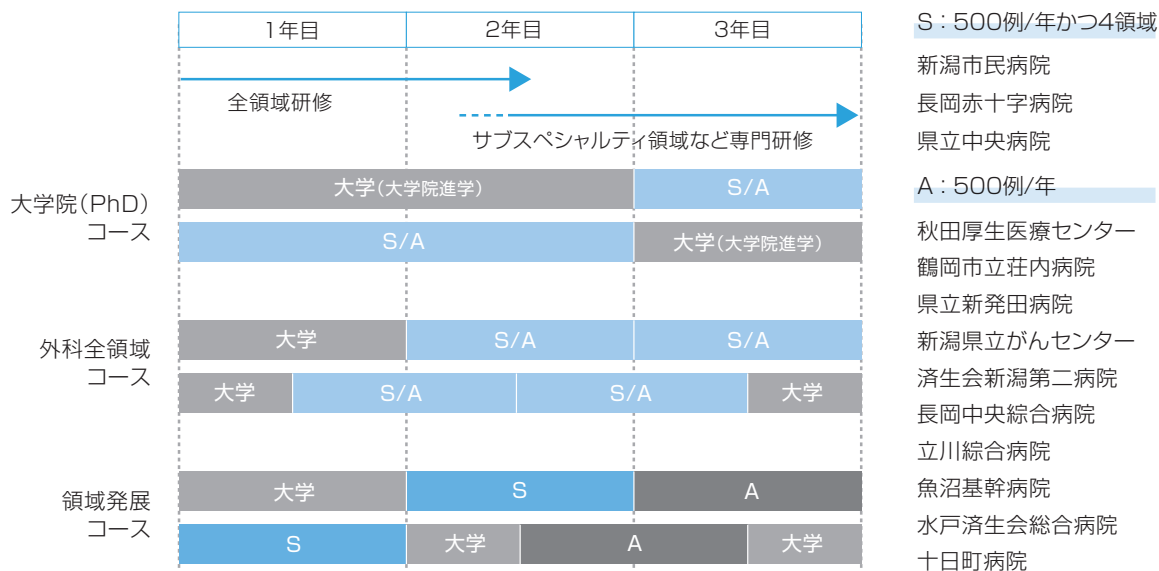 1年目 2年目 3年目
全領域研修
サブスペシャルティ領域など専門研修
大学院(PhD)
コース
大学(大学院進学) S/A
S/A 大学(大学院進学)
外科全領域
コース
大学 S/A S/A
大学 S/A S/A 大学
領域発展
コース
大学 S A
S 大学 A 大学
S:500例/年かつ4領域
新潟市民病院
長岡赤十字病院
県立中央病院
A:500例/年
秋田厚生医療センター
鶴岡市立荘内病院
県立新発田病院
新潟県立がんセンター
済生会新潟第二病院
長岡中央綜合病院
立川綜合病院
魚沼基幹病院
水戸済生会総合病院
十日町病院